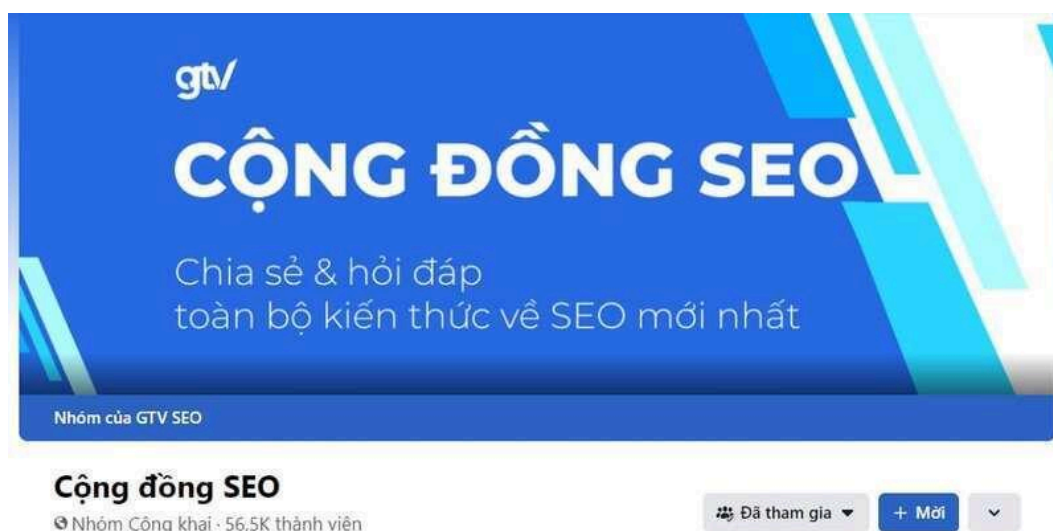 gtv
CỘNG ĐỒNG SEO
Chia sẻ & hỏi đáp
toàn bộ kiến thức về SEO mới nhất
Nhóm của GTV SEO
Cộng đồng SEO
Nhóm Công khai · 56,5K thành viên
Đã tham gia
+ Mời